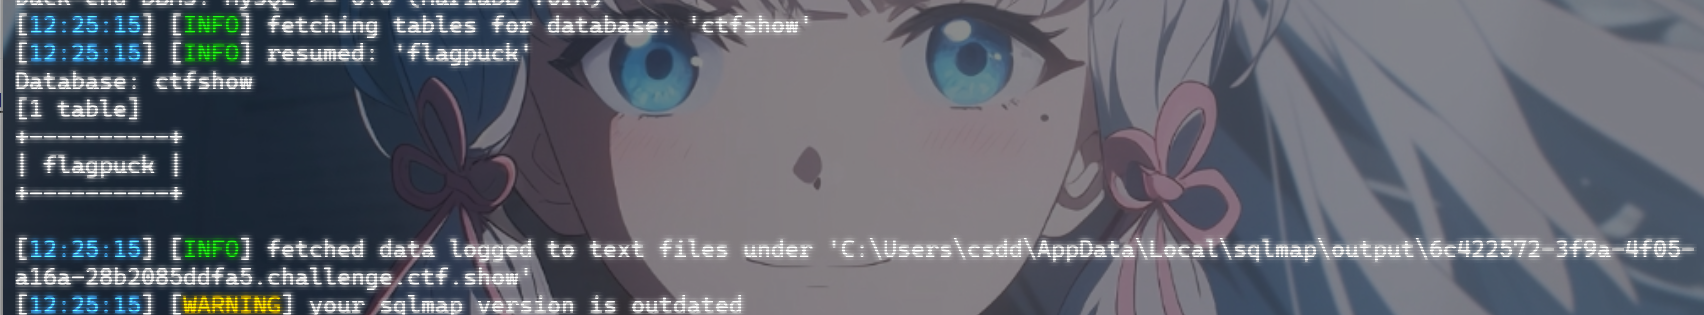 back-end DBMS: MySQL >= 5.0 (MariaDB fork)
[12:25:15] [INFO] fetching tables for database: 'ctfshow'
[12:25:15] [INFO] resumed: 'flagpuck'
Database: ctfshow
[1 table]
+----------+
| flagpuck |
+----------+
[12:25:15] [INFO] fetched data logged to text files under 'C:\Users\csdd\AppData\Local\sqlmap\output\6c422572-3f9a-4f05-
a16a-28b2085ddfa5.challenge.ctf.show'
[12:25:15] [WARNING] your sqlmap version is outdated